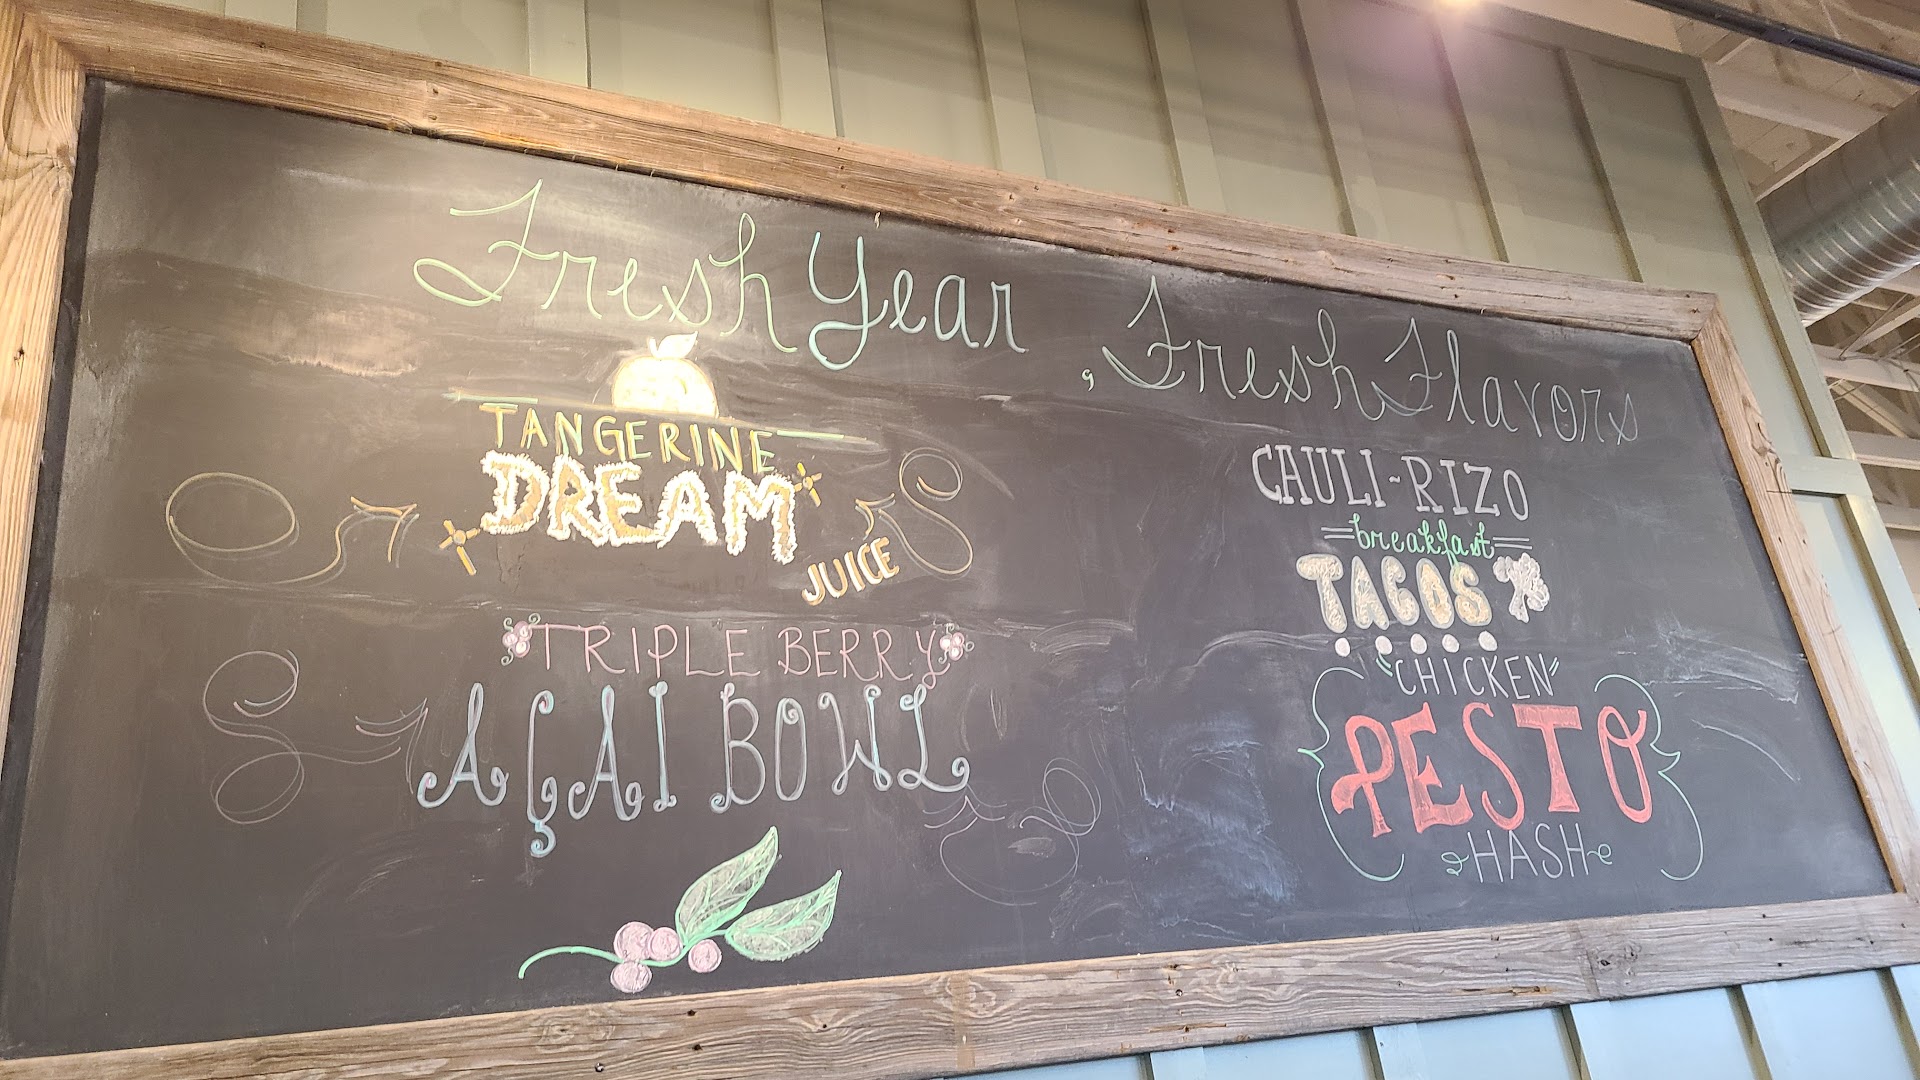 Fresh Year
, Fresh Flavors
TANGERINE
DREAM
JUICE
TRIPLE BERRY
AÇAI BOWL
CAULI-RIZO
breakfast
TACOS
"CHICKEN"
PESTO
HASH